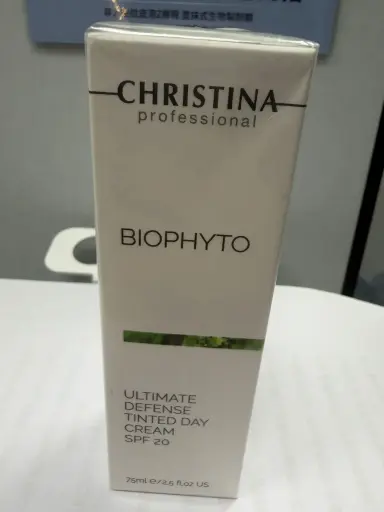 CHRISTINA
professional
BIOPHYTO
ULTIMATE
DEFENSE
TINTED DAY
CREAM
SPF 20
75ml e/2.5 fl.oz US